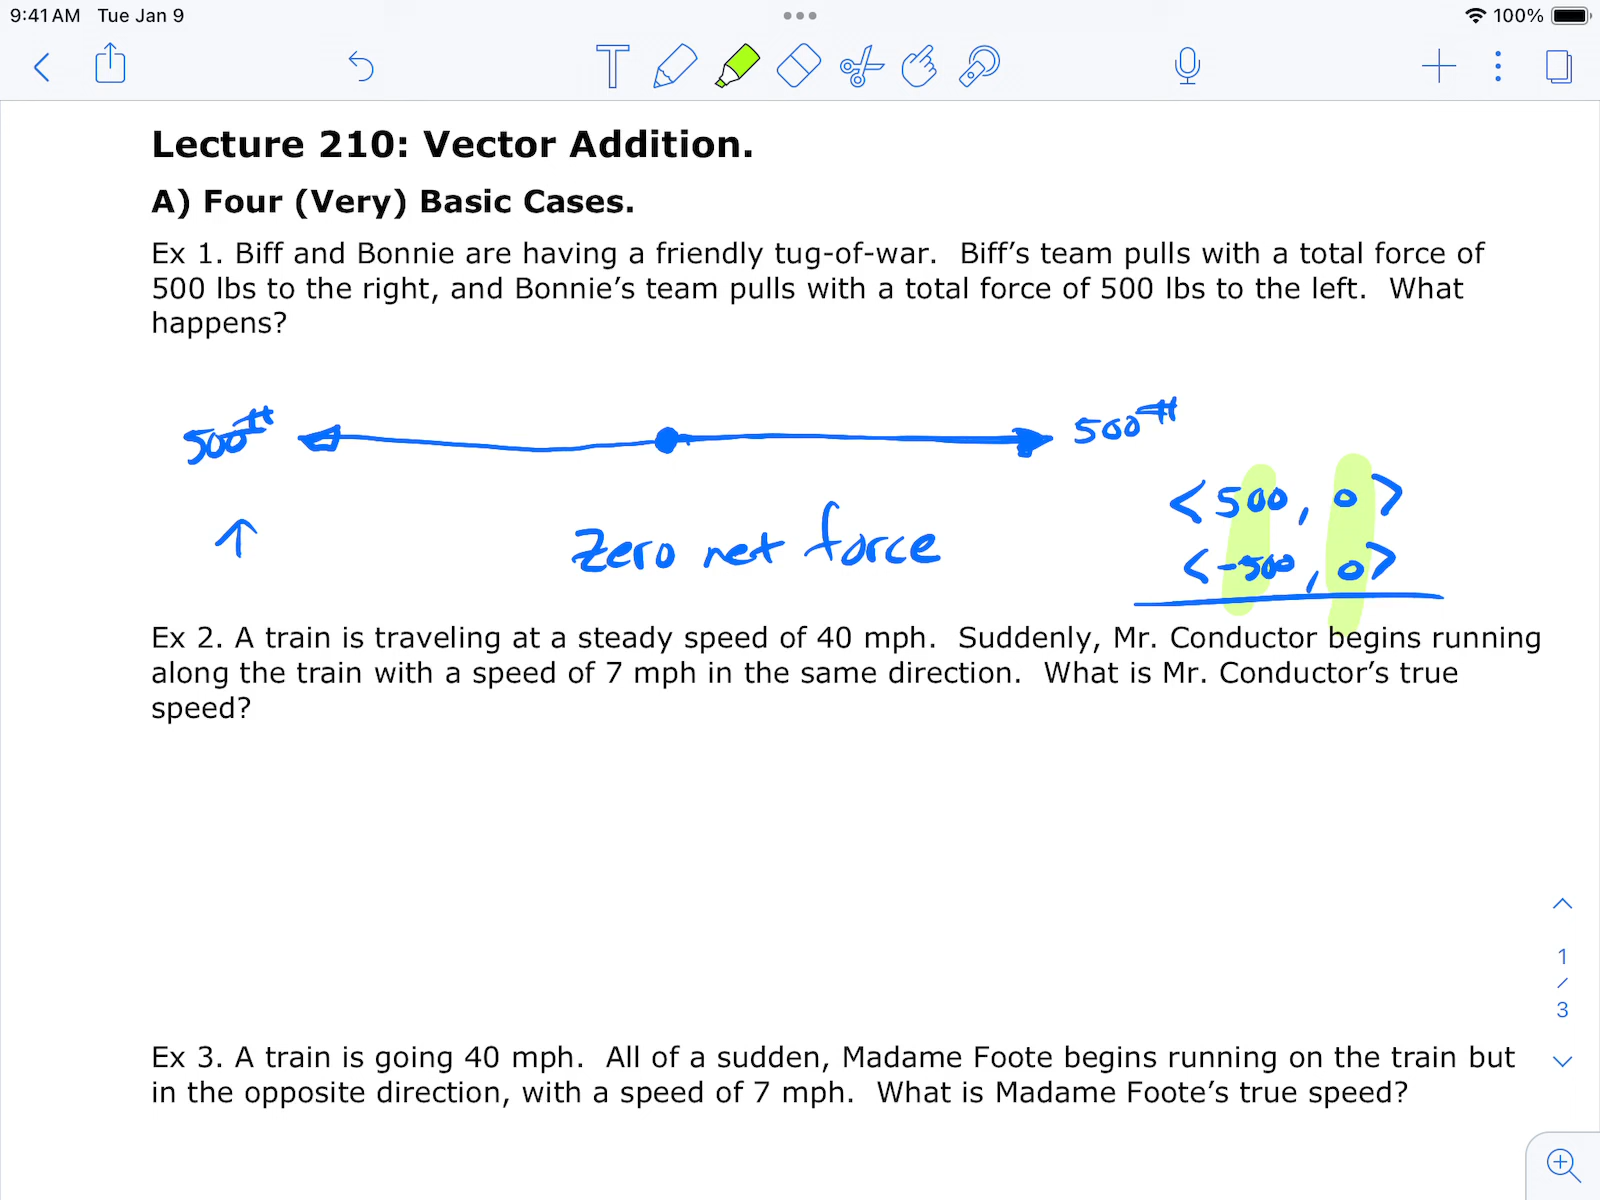 9:41 AM Tue Jan 9
100%
T
Lecture 210: Vector Addition.
A) Four (Very) Basic Cases.
Ex 1. Biff and Bonnie are having a friendly tug-of-war. Biff’s team pulls with a total force of
500 lbs to the right, and Bonnie’s team pulls with a total force of 500 lbs to the left. What
happens?
500# 500#
<500, 0>
Zero net force
<-500, 0>
Ex 2. A train is traveling at a steady speed of 40 mph. Suddenly, Mr. Conductor begins running
along the train with a speed of 7 mph in the same direction. What is Mr. Conductor’s true
speed?
1
/
3
Ex 3. A train is going 40 mph. All of a sudden, Madame Foote begins running on the train but
in the opposite direction, with a speed of 7 mph. What is Madame Foote’s true speed?